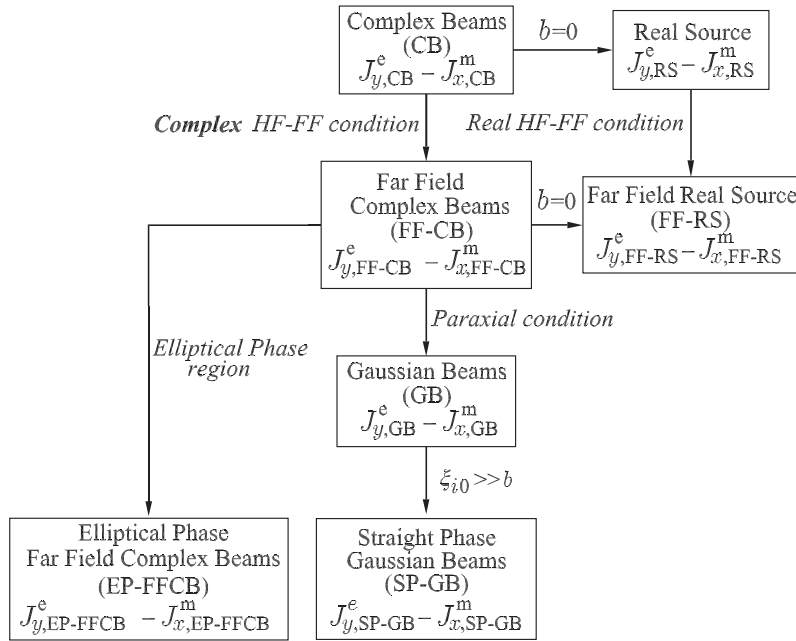 Complex Beams
(CB)
J^e_{y,CB} – J^m_{x,CB}
b=0
Real Source
J^e_{y,RS} – J^m_{x,RS}
Complex HF-FF condition
Real HF-FF condition
Far Field
Complex Beams
(FF-CB)
J^e_{y,FF-CB} – J^m_{x,FF-CB}
b=0
Far Field Real Source
(FF-RS)
J^e_{y,FF-RS} – J^m_{x,FF-RS}
Paraxial condition
Elliptical Phase
region
Gaussian Beams
(GB)
J^e_{y,GB} – J^m_{x,GB}
ξ_{i0} >> b
Elliptical Phase
Far Field Complex Beams
(EP-FFCB)
J^e_{y,EP-FFCB} – J^m_{x,EP-FFCB}
Straight Phase
Gaussian Beams
(SP-GB)
J^e_{y,SP-GB} – J^m_{x,SP-GB}